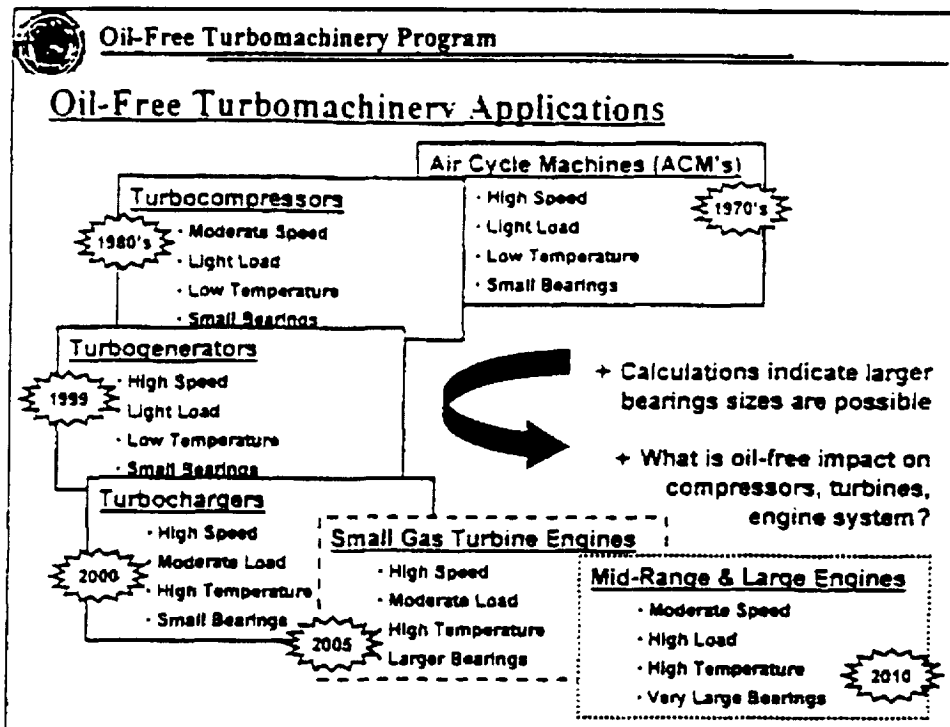 Oil-Free Turbomachinery Program
Oil-Free Turbomachinery Applications
Air Cycle Machines (ACM's)
· High Speed
· Light Load
· Low Temperature
· Small Bearings
1970's
Turbocompressors
· Moderate Speed
· Light Load
· Low Temperature
· Small Bearings
1980's
Turbogenerators
· High Speed
· Light Load
· Low Temperature
· Small Bearings
1999
Turbochargers
· High Speed
· Moderate Load
· High Temperature
· Small Bearings
2000
Small Gas Turbine Engines
· High Speed
· Moderate Load
· High Temperature
· Larger Bearings
2005
Mid-Range & Large Engines
· Moderate Speed
· High Load
· High Temperature
· Very Large Bearings
2010
+ Calculations indicate larger
bearings sizes are possible
+ What is oil-free impact on
compressors, turbines,
engine system?